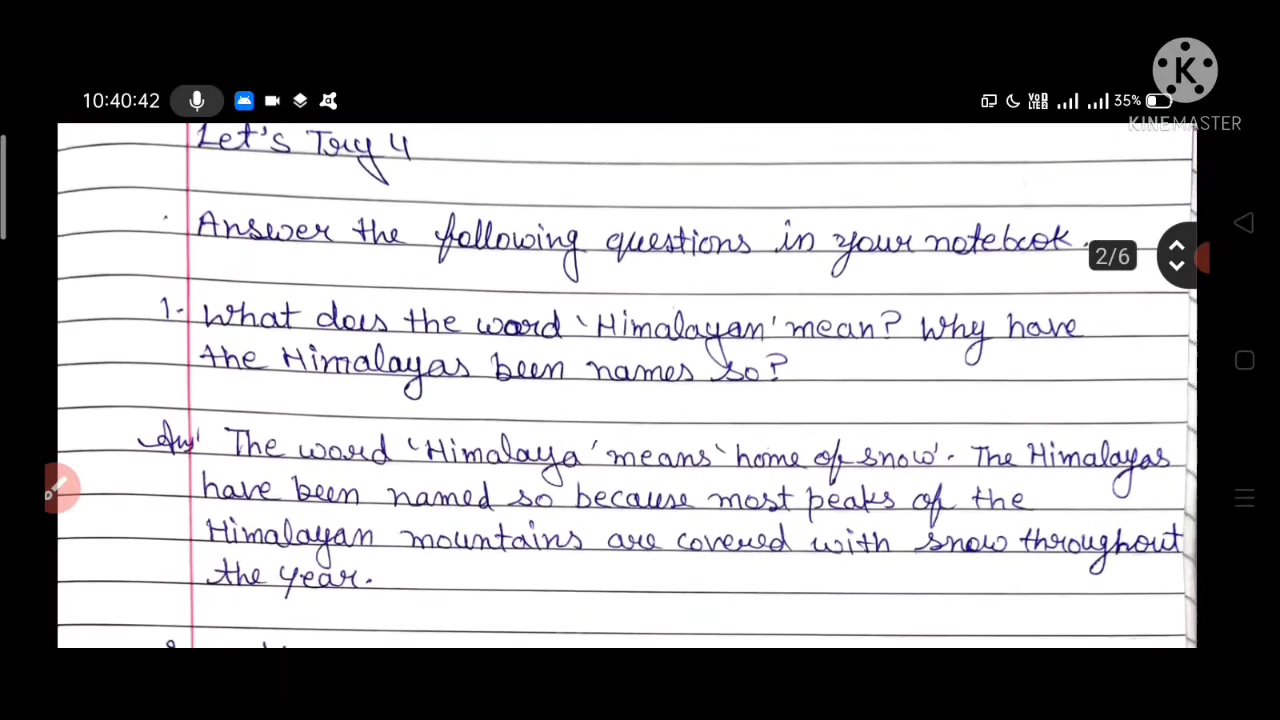 10:40:42
VoD LTE 35%
K
KINEMASTER
Let's Try 4
Answer the following questions in your notebook.
2/6
1. What does the word 'Himalayan' mean? Why have
the Himalayas been names so?
Ans' The word 'Himalaya' means 'home of snow'. The Himalayas
have been named so because most peaks of the
Himalayan mountains are covered with snow throughout
the year.